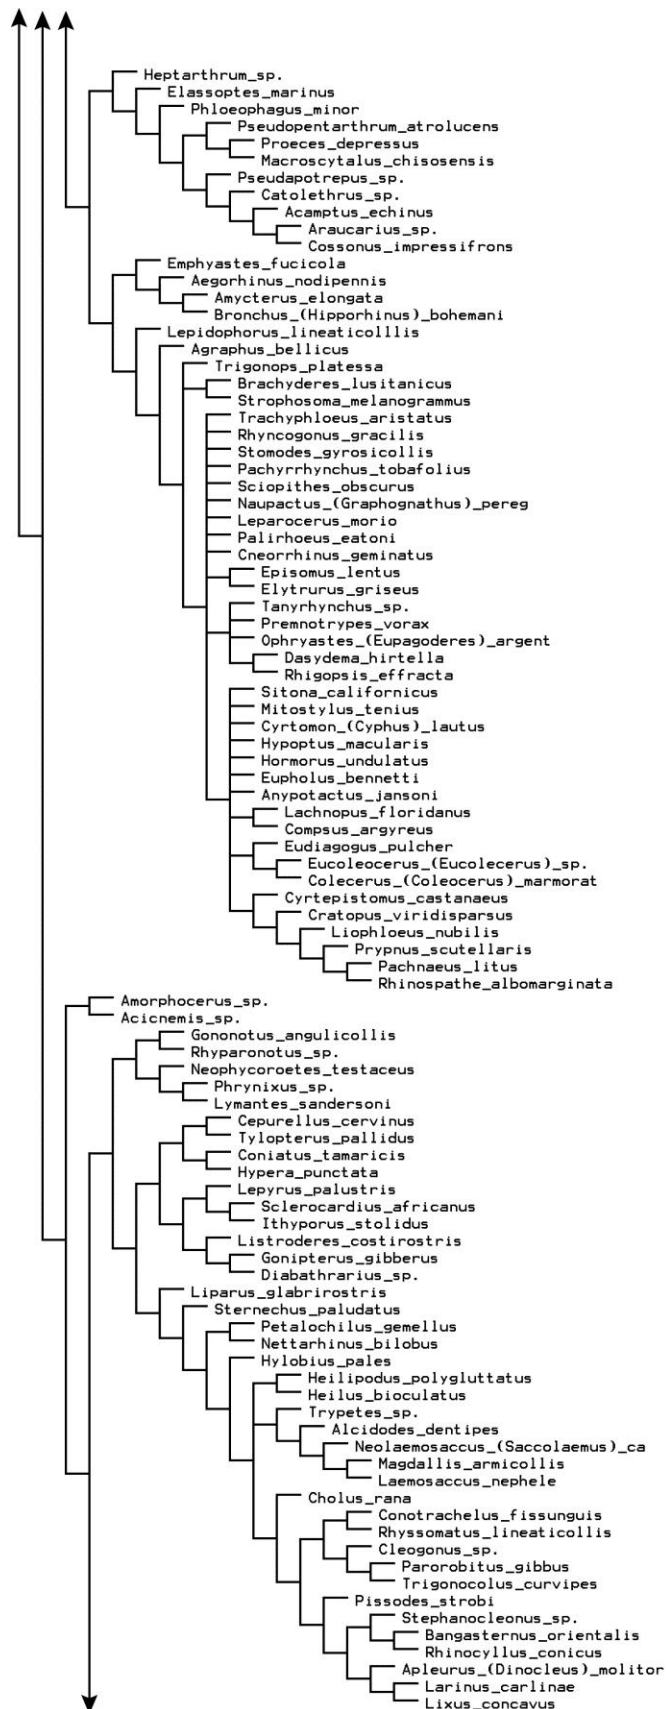 Heptarthrum_sp.
Elassoptes_marinus
Phloeophagus_minor
Pseudopentarthrum_atrolucens
Proeces_depressus
Macroscytalus_chisosensis
Pseudapotrepus_sp.
Catolethrus_sp.
Acamptus_echinus
Araucarius_sp.
Cossonus_impressifrons
Emphyastes_fucicola
Aegorhinus_nodipennis
Amycterus_elongata
Bronchus_(Hipporhinus)_bohemani
Lepidophorus_lineaticolllis
Agraphus_bellicus
Trigonops_platessa
Brachyderes_lusitanicus
Strophosoma_melanogrammus
Trachyphloeus_aristatus
Rhyncogonus_gracilis
Stomodes_gyrosicollis
Pachyrrhynchus_tobafolius
Sciopithes_obscurus
Naupactus_(Graphognathus)_pereg
Leparocerus_morio
Palirhoeus_eatoni
Cneorrhinus_geminatus
Episomus_lentus
Elytrurus_griseus
Tanyrhynchus_sp.
Premnotrypes_vorax
Ophryastes_(Eupagoderes)_argent
Dasydema_hirtella
Rhigopsis_effracta
Sitona_californicus
Mitostylus_tenius
Cyrtomon_(Cyphus)_lautus
Hypoptus_macularis
Hormorus_undulatus
Eupholus_bennetti
Anypotactus_jansoni
Lachnopus_floridanus
Compsus_argyreus
Eudiagogus_pulcher
Eucoleocerus_(Eucolecerus)_sp.
Colecerus_(Coleocerus)_marmorat
Cyrtepistomus_castanaeus
Cratopus_viridisparsus
Liophloeus_nubilis
Prypnus_scutellaris
Pachnaeus_litus
Rhinospathe_albomarginata
Amorphocerus_sp.
Acicnemis_sp.
Gononotus_angulicollis
Rhyparonotus_sp.
Neophycoroetes_testaceus
Phrynixus_sp.
Lymantes_sandersoni
Cepurellus_cervinus
Tylopterus_pallidus
Coniatus_tamaricis
Hypera_punctata
Lepyrus_palustris
Sclerocardius_africanus
Ithyporus_stolidus
Listroderes_costirostris
Gonipterus_gibberus
Diabathrarius_sp.
Liparus_glabrirostris
Sternechus_paludatus
Petalochilus_gemellus
Nettarhinus_bilobus
Hylobius_pales
Heilipodus_polygluttatus
Heilus_bioculatus
Trypetes_sp.
Alcidodes_dentipes
Neolaemosaccus_(Saccolaemus)_ca
Magdallis_armicollis
Laemosaccus_nephele
Cholus_rana
Conotrachelus_fissunguis
Rhyssomatus_lineaticollis
Cleogonus_sp.
Parorobitus_gibbus
Trigonocolus_curvipes
Pissodes_strobi
Stephanocleonus_sp.
Bangasternus_orientalis
Rhinocyllus_conicus
Apleurus_(Dinocleus)_molitor
Larinus_carlinae
Lixus_concavus